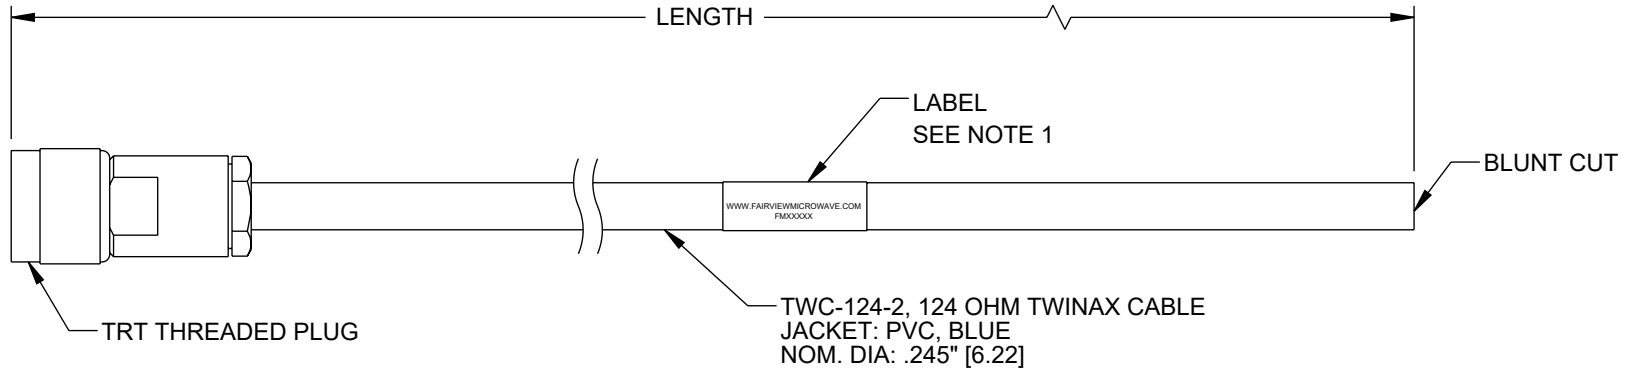 LENGTH
LABEL
SEE NOTE 1
BLUNT CUT
WWW.FAIRVIEWMICROWAVE.COM
FMXXXXX
TWC-124-2, 124 OHM TWINAX CABLE
JACKET: PVC, BLUE
NOM. DIA: .245" [6.22]
TRT THREADED PLUG